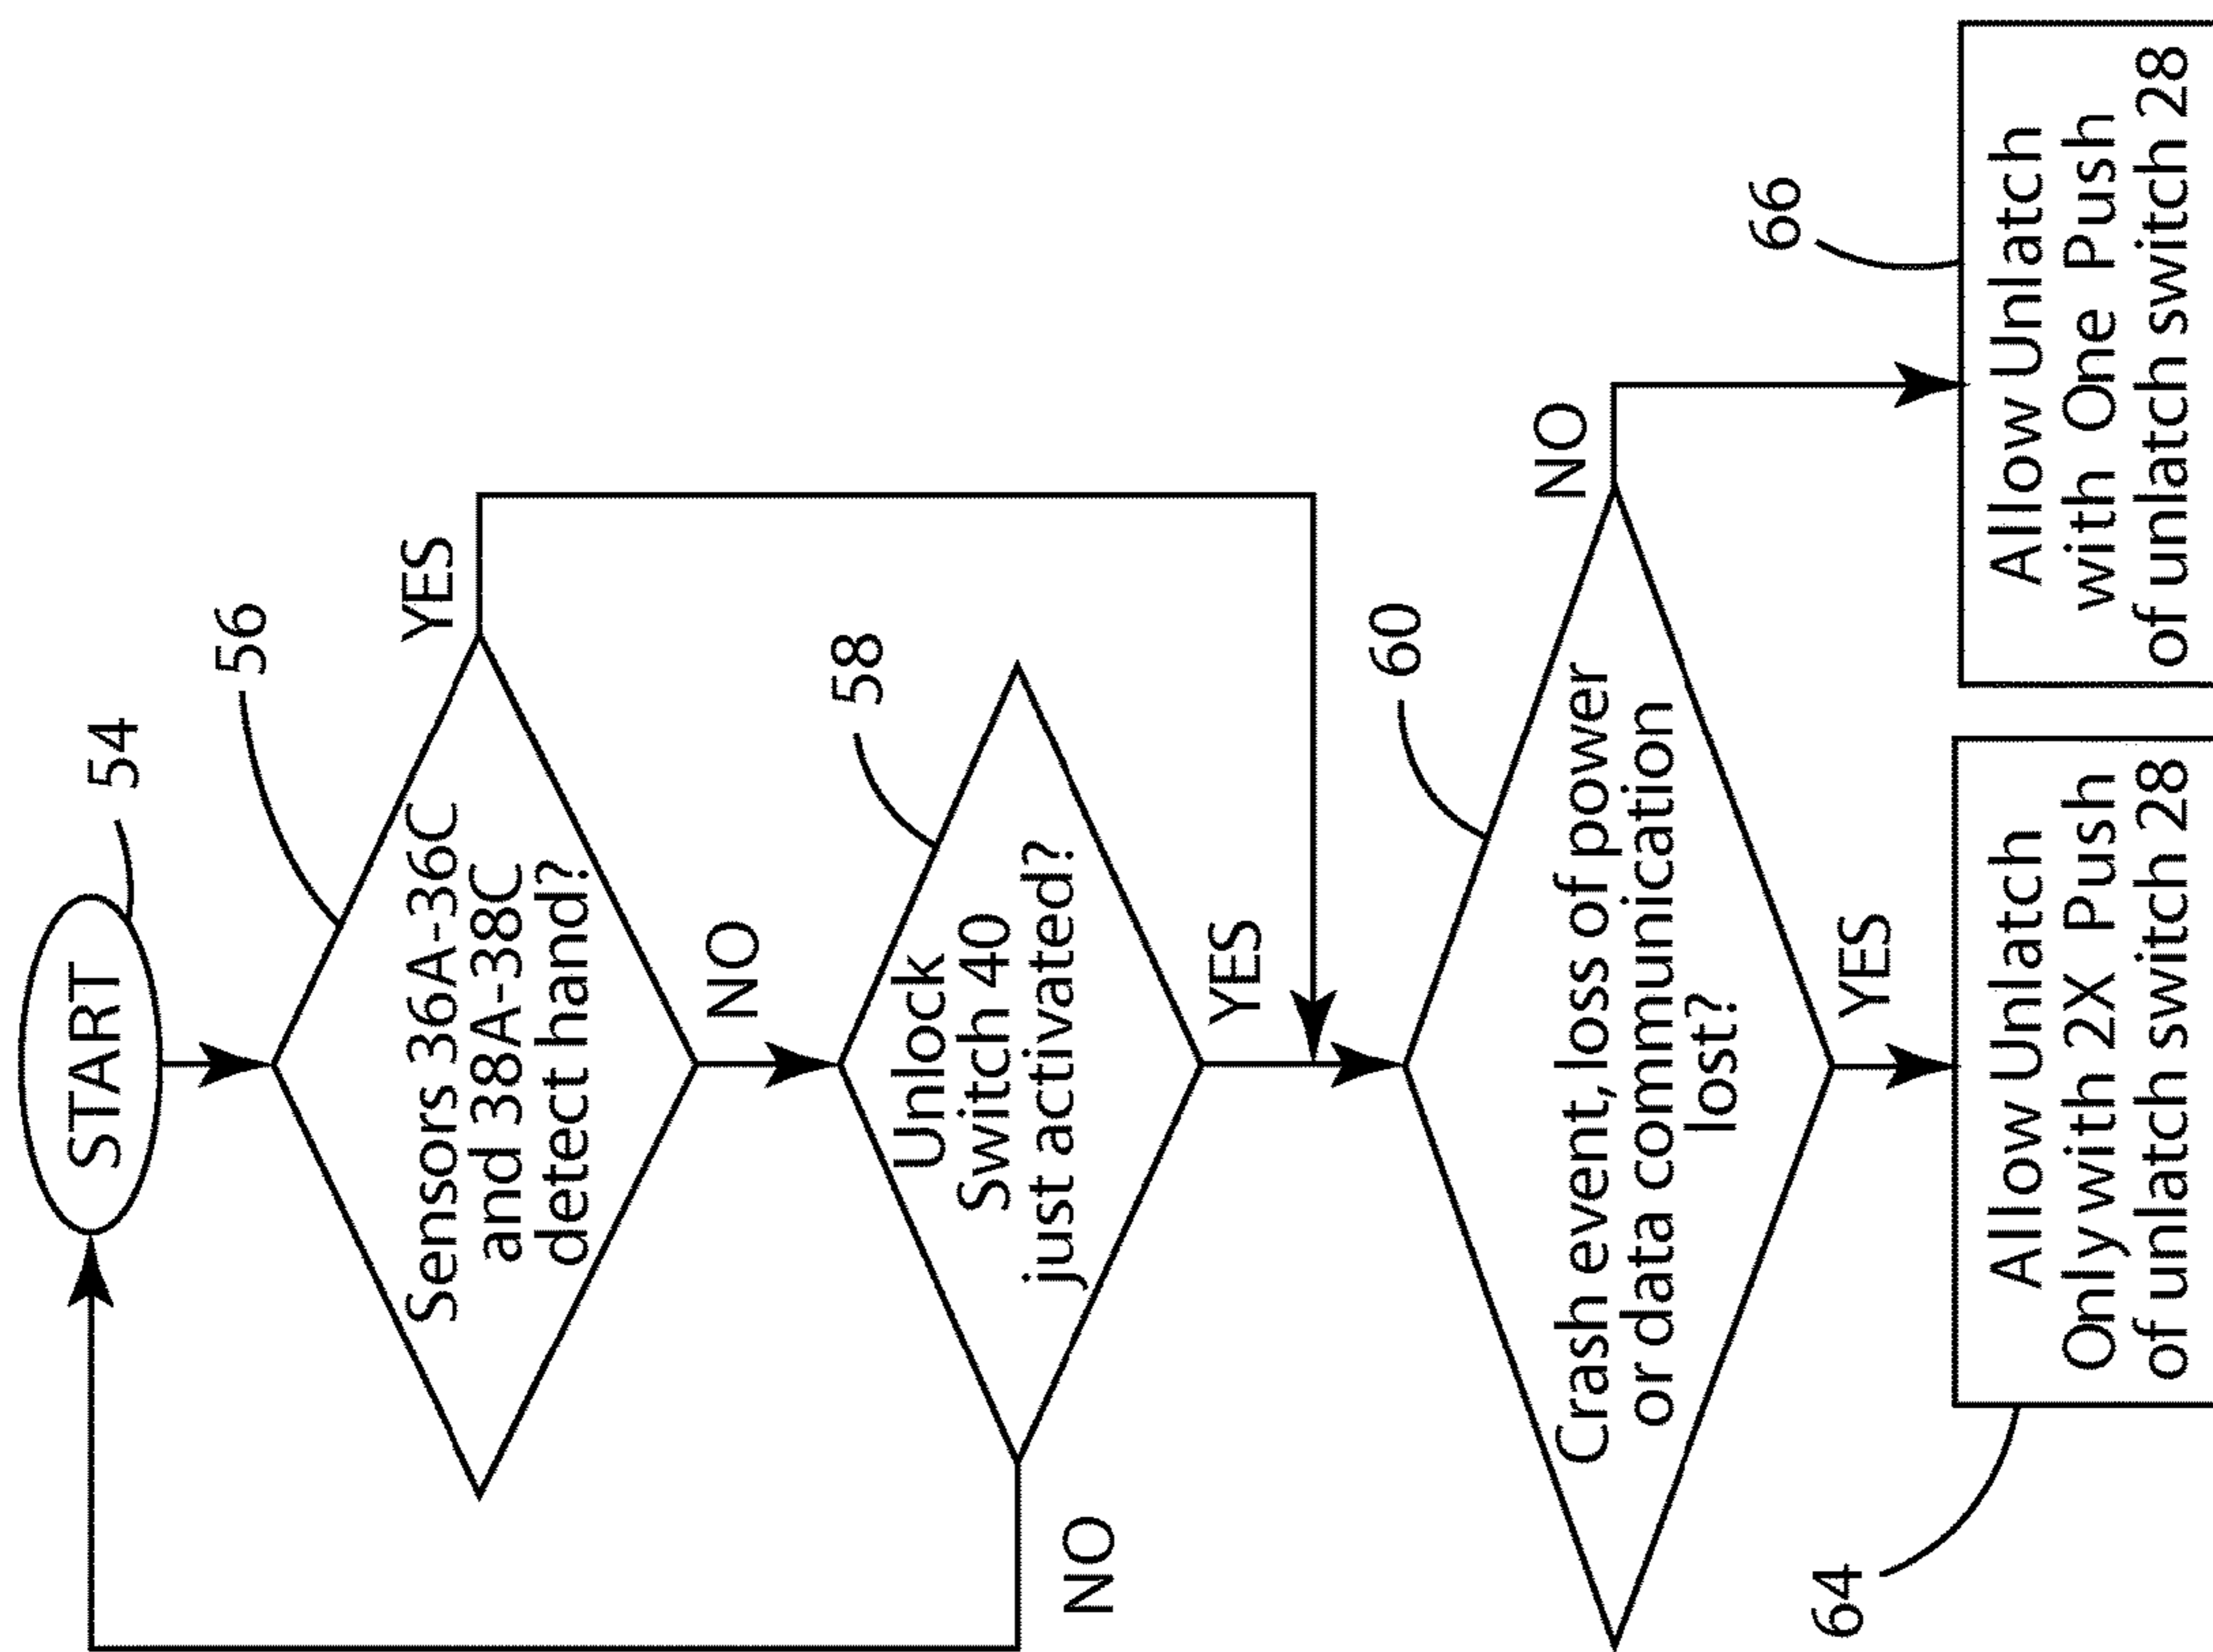 START
54
56
Sensors 36A-36C
and 38A-38C
detect hand?
YES
NO
58
Unlock
Switch 40
just activated?
NO
YES
60
Crash event, loss of power
or data communication
lost?
NO
YES
64
Allow Unlatch
Only with 2X Push
of unlatch switch 28
66
Allow Unlatch
with One Push
of unlatch switch 28